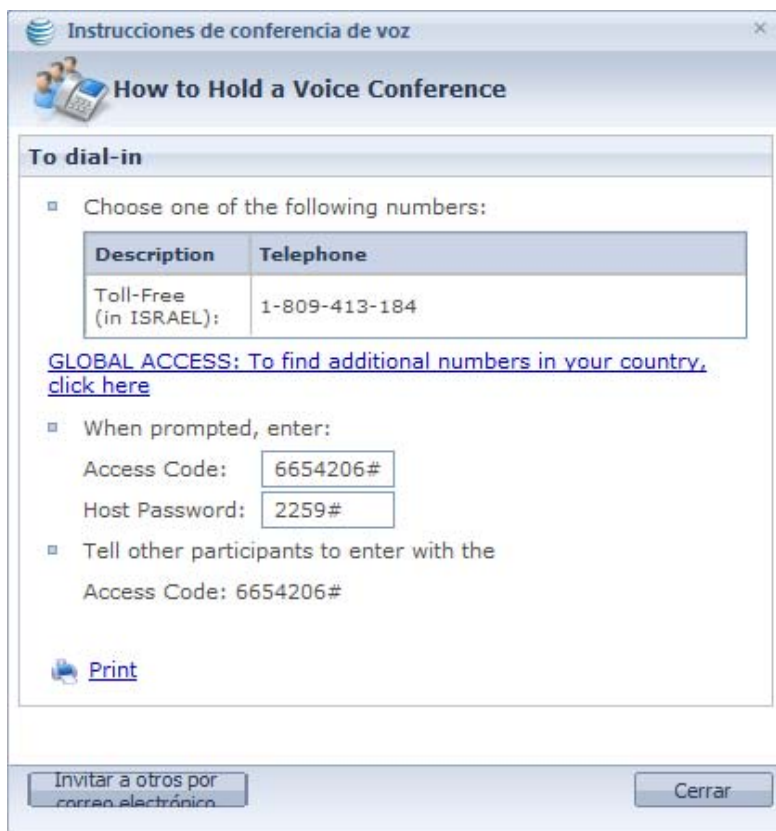 Instrucciones de conferencia de voz
How to Hold a Voice Conference
To dial-in
Choose one of the following numbers:
Description Telephone
Toll-Free
(in ISRAEL):
1-809-413-184
GLOBAL ACCESS: To find additional numbers in your country,
click here
When prompted, enter:
Access Code: 6654206#
Host Password: 2259#
Tell other participants to enter with the
Access Code: 6654206#
Print
Invitar a otros por
correo electrónico
Cerrar